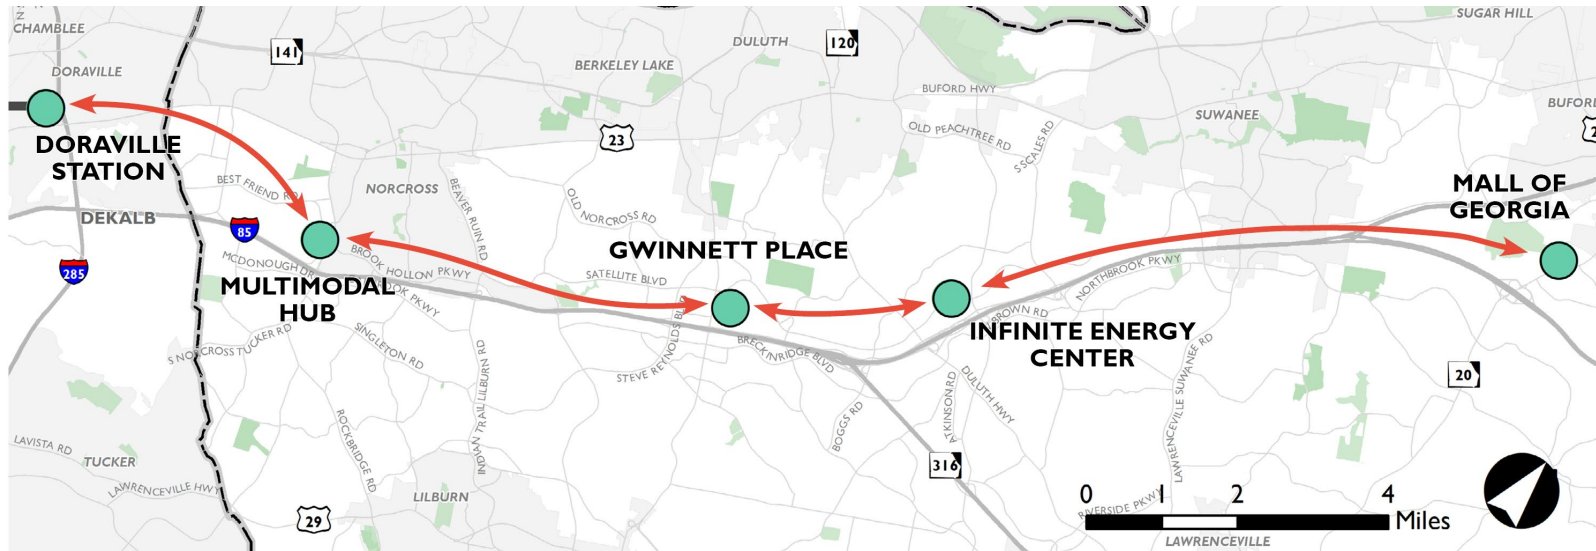 CHAMBLEE
SUGAR HILL
141
DULUTH
120
DORAVILLE
BERKELEY LAKE
BUFORD HWY
SUWANEE
23
OLD PEACHTREE RD
S SCALES RD
DORAVILLE
STATION
BEST FRIEND RD
NORCROSS
BEAVER RUIN RD
OLD NORCROSS RD
MALL OF
GEORGIA
DEKALB
85
285
MCDONOUGH DR
BROOK HOLLOW PKWY
GWINNETT PLACE
SATELLITE BLVD
NORTHBROOK PKWY
MULTIMODAL
HUB
BROWN RD
INFINITE ENERGY
CENTER
S NORCROSS TUCKER RD
SINGLETON RD
INDIAN TRAIL LILBURN RD
STEVE REYNOLDS BLVD
BRECKINRIDGE BLVD
20
DULUTH HWY
ATKINSON RD
BOGGS RD
LAWRENCEVILLE SUWANEE RD
ROCKBRIDGE RD
LAVISTA RD
TUCKER
316
LAWRENCEVILLE HWY
LILBURN
29
0 1 2 4
Miles
RIVERSIDE PKWY
LAWRENCEVILLE